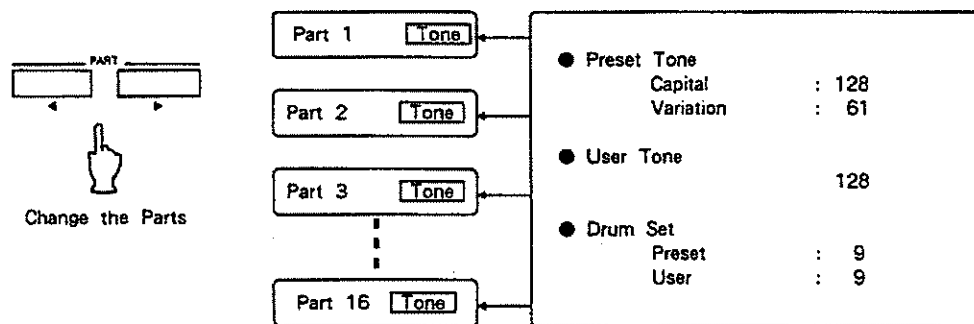 PART
◄ ►
Change the Parts
Part 1 Tone
Part 2 Tone
Part 3 Tone
Part 16 Tone
● Preset Tone
Capital : 128
Variation : 61
● User Tone
128
● Drum Set
Preset : 9
User : 9